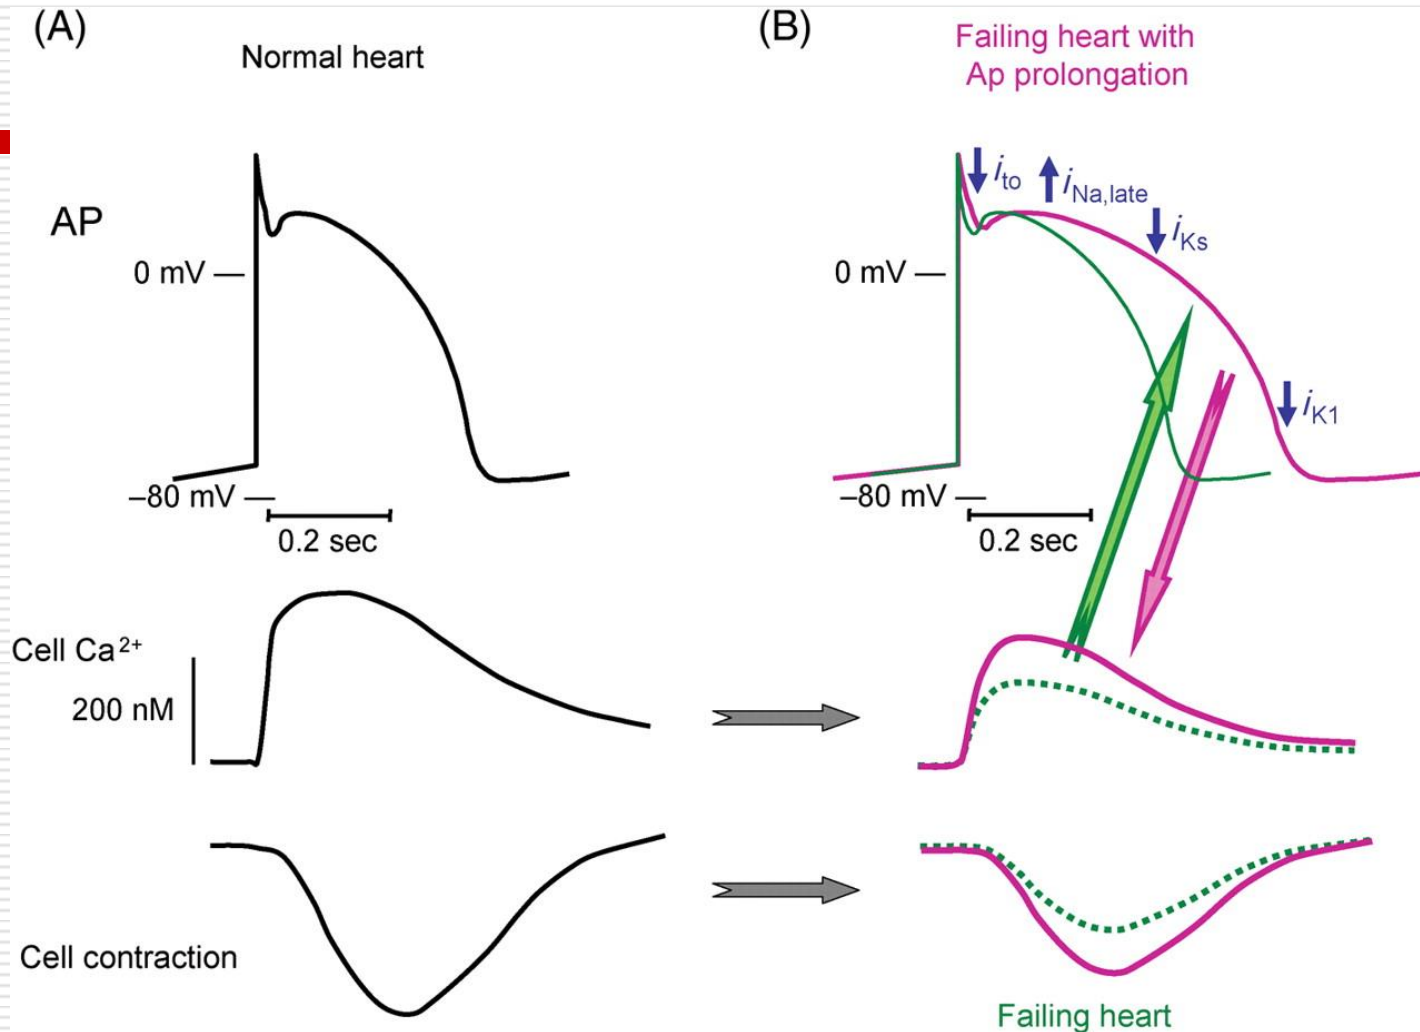 (A)
Normal heart
AP
0 mV
–80 mV
0.2 sec
Cell Ca2+
200 nM
Cell contraction
(B)
Failing heart with
Ap prolongation
ito
iNa,late
iKs
0 mV
iK1
–80 mV
0.2 sec
Failing heart